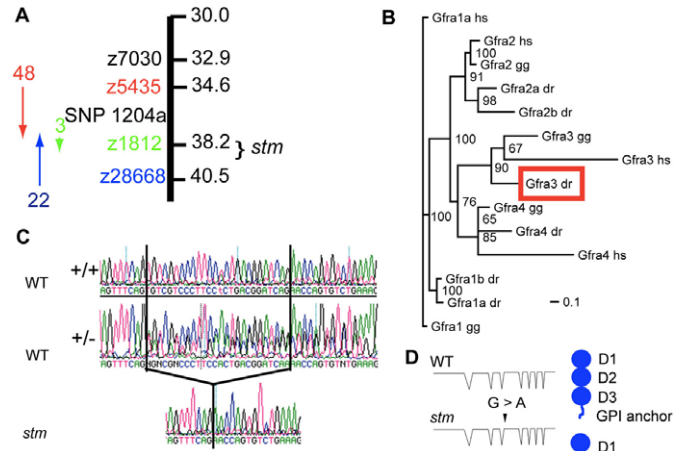 A
30.0
z7030 32.9
48 z5435 34.6
SNP 1204a
3 z1812 38.2 } stm
z28668 40.5
22
B
Gfra1a hs
Gfra2 hs
100
Gfra2 gg
91
Gfra2a dr
98
Gfra2b dr
100
Gfra3 gg
67
Gfra3 hs
90
Gfra3 dr
76
Gfra4 gg
65
Gfra4 dr
85
Gfra4 hs
100
Gfra1b dr
100
Gfra1a dr
0.1
Gfra1 gg
C
WT +/+
WT +/-
stm
AGTTTCAGAACCAGTGTCTGAAAG
D
WT
G > A
stm
D1
D2
D3
GPI anchor
D1